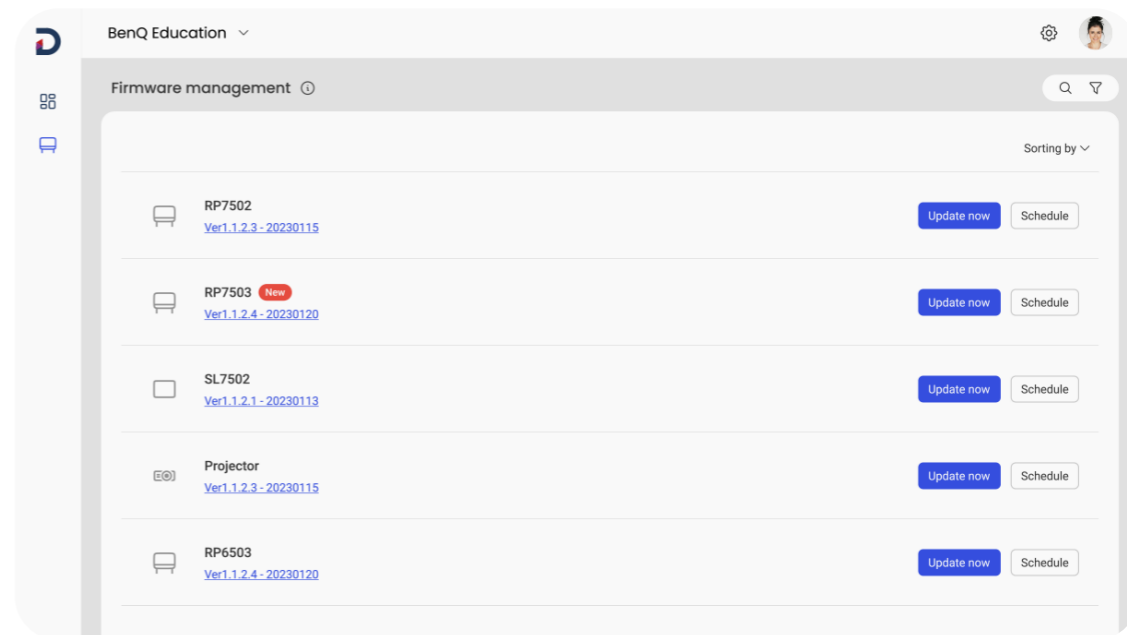 BenQ Education
Firmware management
Sorting by
RP7502
Ver1.1.2.3 - 20230115
Update now
Schedule
RP7503 New
Ver1.1.2.4 - 20230120
Update now
Schedule
SL7502
Ver1.1.2.1 - 20230113
Update now
Schedule
Projector
Ver1.1.2.3 - 20230115
Update now
Schedule
RP6503
Ver1.1.2.4 - 20230120
Update now
Schedule